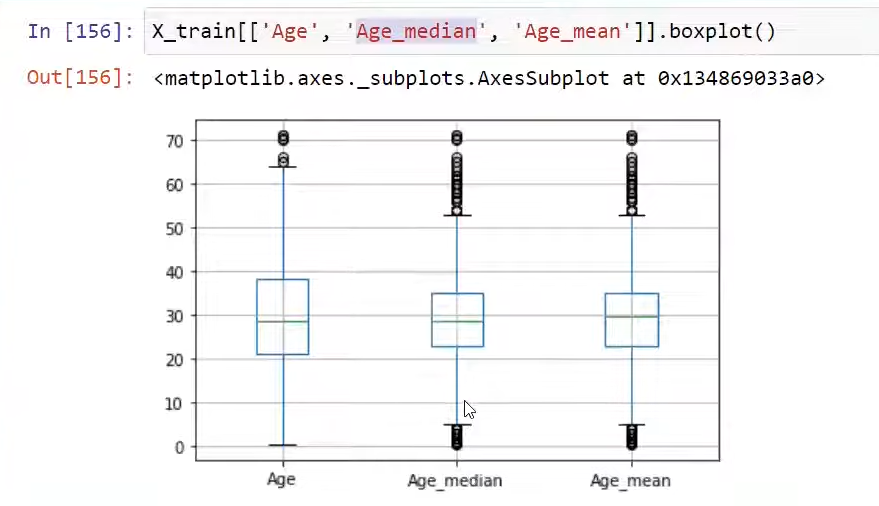 In [156]: X_train[['Age', 'Age_median', 'Age_mean']].boxplot()
Out[156]: <matplotlib.axes._subplots.AxesSubplot at 0x134869033a0>
70
60
50
40
30
20
10
0
Age Age_median Age_mean